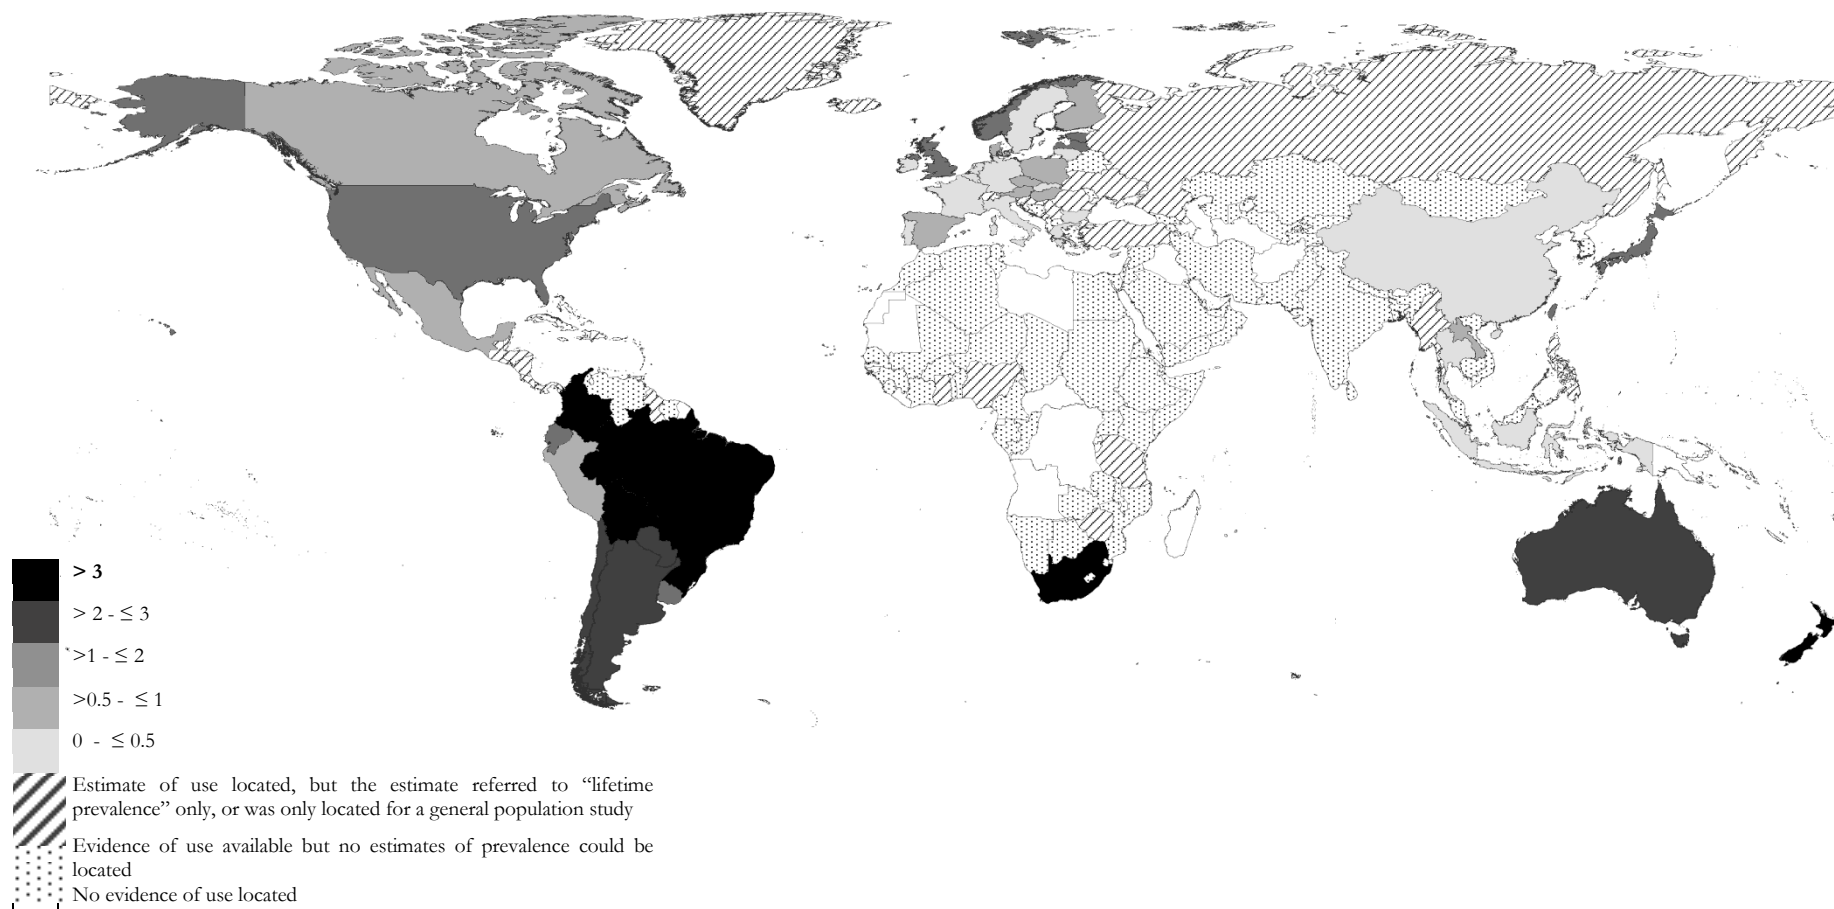 > 3
> 2 - ≤ 3
>1 - ≤ 2
>0.5 - ≤ 1
0 - ≤ 0.5
Estimate of use located, but the estimate referred to “lifetime
prevalence” only, or was only located for a general population study
Evidence of use available but no estimates of prevalence could be
located
No evidence of use located